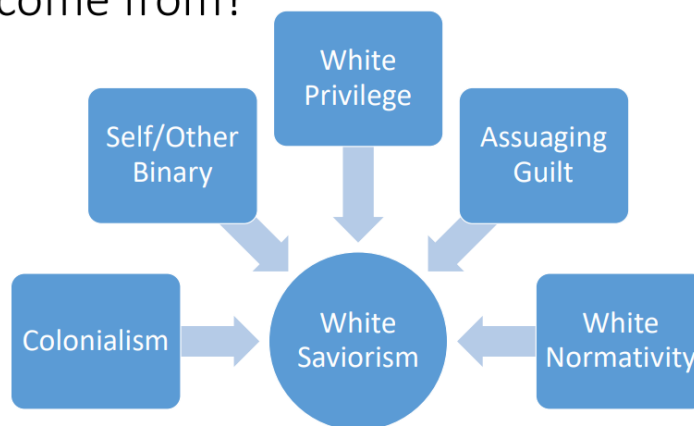 come from?
White
Privilege
Self/Other
Binary
Assuaging
Guilt
Colonialism
White
Saviorism
White
Normativity